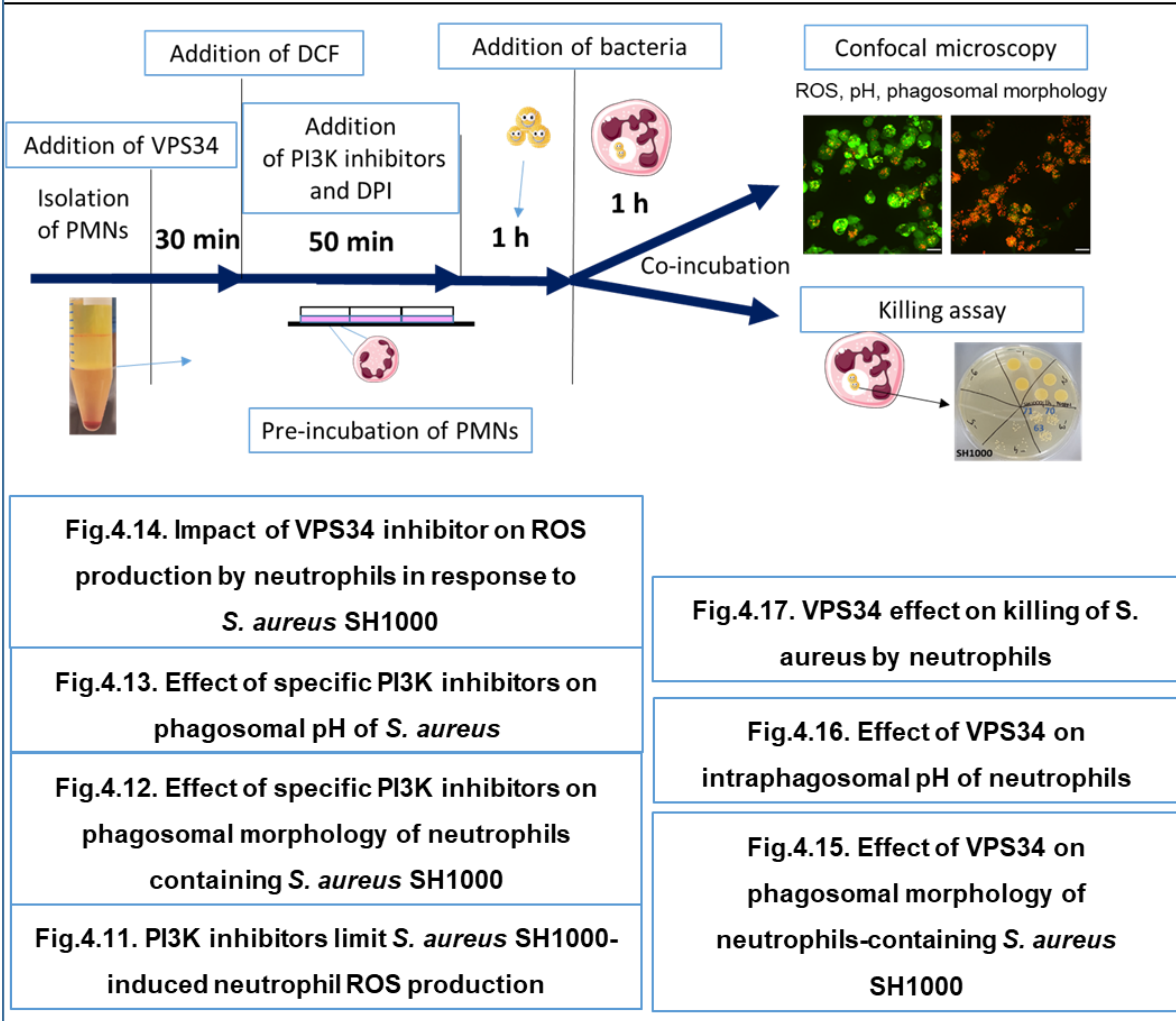 Addition of DCF
Addition of bacteria
Confocal microscopy
ROS, pH, phagosomal morphology
Addition of VPS34
Addition
of PI3K inhibitors
and DPI
Isolation
of PMNs
30 min
50 min
1 h
1 h
Co-incubation
Killing assay
Pre-incubation of PMNs
71 70
63
SH1000
Fig.4.14. Impact of VPS34 inhibitor on ROS
production by neutrophils in response to
S. aureus SH1000
Fig.4.13. Effect of specific PI3K inhibitors on
phagosomal pH of S. aureus
Fig.4.12. Effect of specific PI3K inhibitors on
phagosomal morphology of neutrophils
containing S. aureus SH1000
Fig.4.11. PI3K inhibitors limit S. aureus SH1000-
induced neutrophil ROS production
Fig.4.17. VPS34 effect on killing of S.
aureus by neutrophils
Fig.4.16. Effect of VPS34 on
intraphagosomal pH of neutrophils
Fig.4.15. Effect of VPS34 on
phagosomal morphology of
neutrophils-containing S. aureus
SH1000